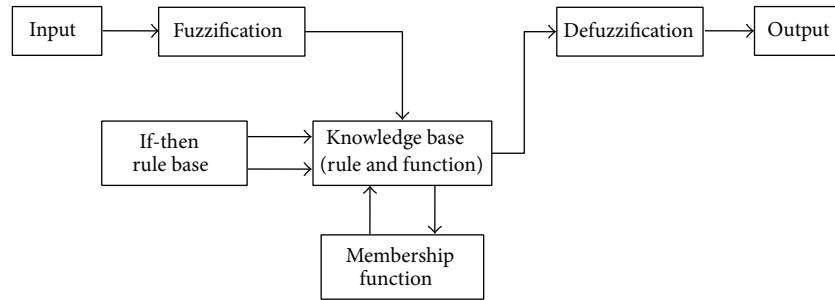 Input
Fuzzification
Defuzzification
Output
If-then
rule base
Knowledge base
(rule and function)
Membership
function